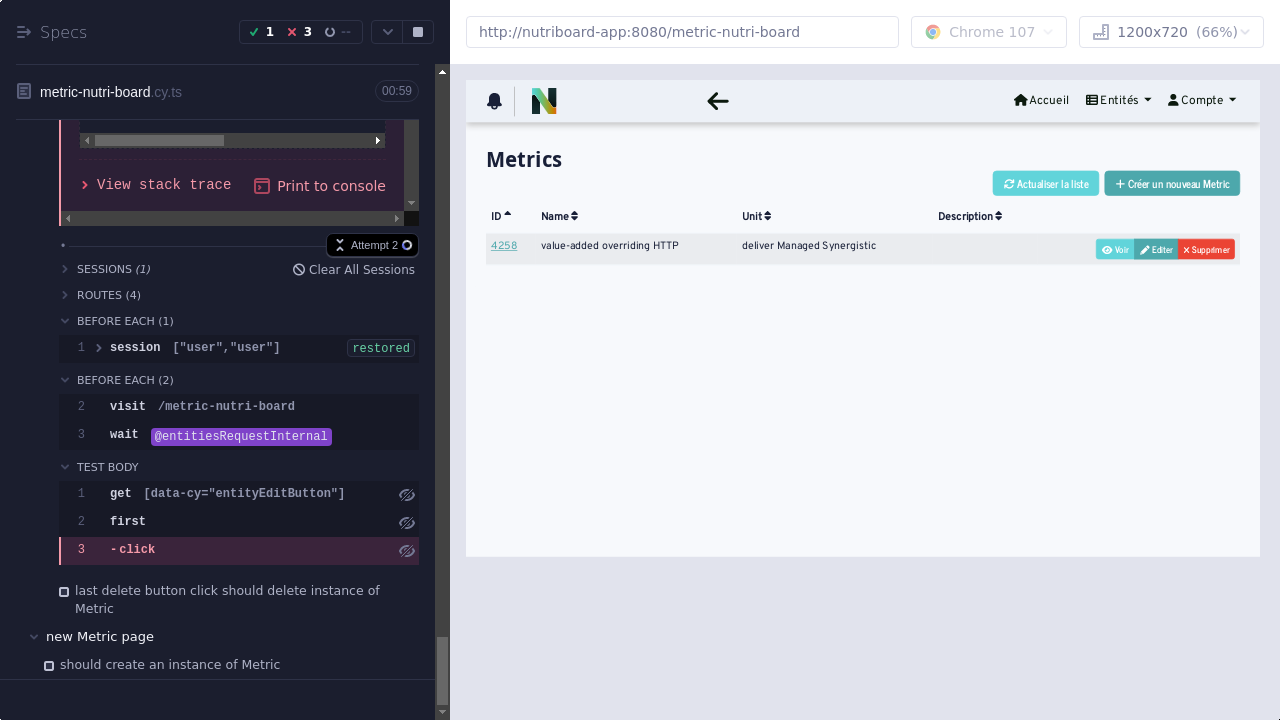 Specs
1
3
--
metric-nutri-board.cy.ts
00:59
View stack trace
Print to console
Attempt 2
SESSIONS (1)
Clear All Sessions
ROUTES (4)
BEFORE EACH (1)
1 session ["user","user"] restored
BEFORE EACH (2)
2 visit /metric-nutri-board
3 wait @entitiesRequestInternal
TEST BODY
1 get [data-cy="entityEditButton"]
2 first
3 -click
last delete button click should delete instance of
Metric
new Metric page
should create an instance of Metric
http://nutriboard-app:8080/metric-nutri-board
Chrome 107
1200x720 (66%)
N
Accueil
Entités
Compte
Metrics
Actualiser la liste
Créer un nouveau Metric
ID Name Unit Description
4258 value-added overriding HTTP deliver Managed Synergistic Voir Editer Supprimer